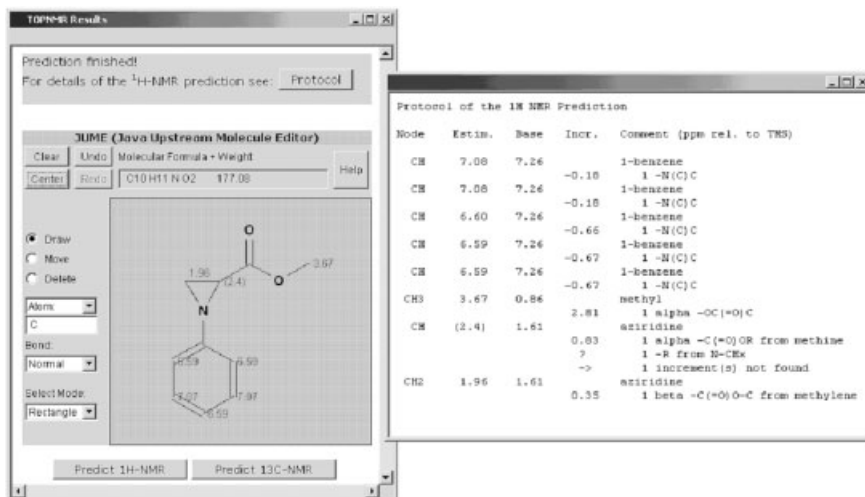 TOPNMR Results
Prediction finished!
For details of the ¹H-NMR prediction see: Protocol
JUME (Java Upstream Molecule Editor)
Clear Undo Molecular Formula + Weight
Center Redo C10 H11 N O2 177.08 Help
Draw
Move
Delete
Atom:
C
Bond:
Normal
Select Mode:
Rectangle
O
O
3.67
1.96
(2.4)
N
6.59 6.59
7.07 7.07
6.59
Predict 1H-NMR Predict 13C-NMR
Protocol of the 1H NMR Prediction
Node Estim. Base Incr. Comment (ppm rel. to TMS)
CH 7.08 7.26 1-benzene
-0.18 1 -N(C)C
CH 7.08 7.26 1-benzene
-0.18 1 -N(C)C
CH 6.60 7.26 1-benzene
-0.66 1 -N(C)C
CH 6.59 7.26 1-benzene
-0.67 1 -N(C)C
CH 6.59 7.26 1-benzene
-0.67 1 -N(C)C
CH3 3.67 0.86 methyl
2.81 1 alpha -OC(=O)C
CH (2.4) 1.61 aziridine
0.83 1 alpha -C(=O)OR from methine
? 1 -R from N-CHx
-> 1 increment(s) not found
CH2 1.96 1.61 aziridine
0.35 1 beta -C(=O)O-C from methylene